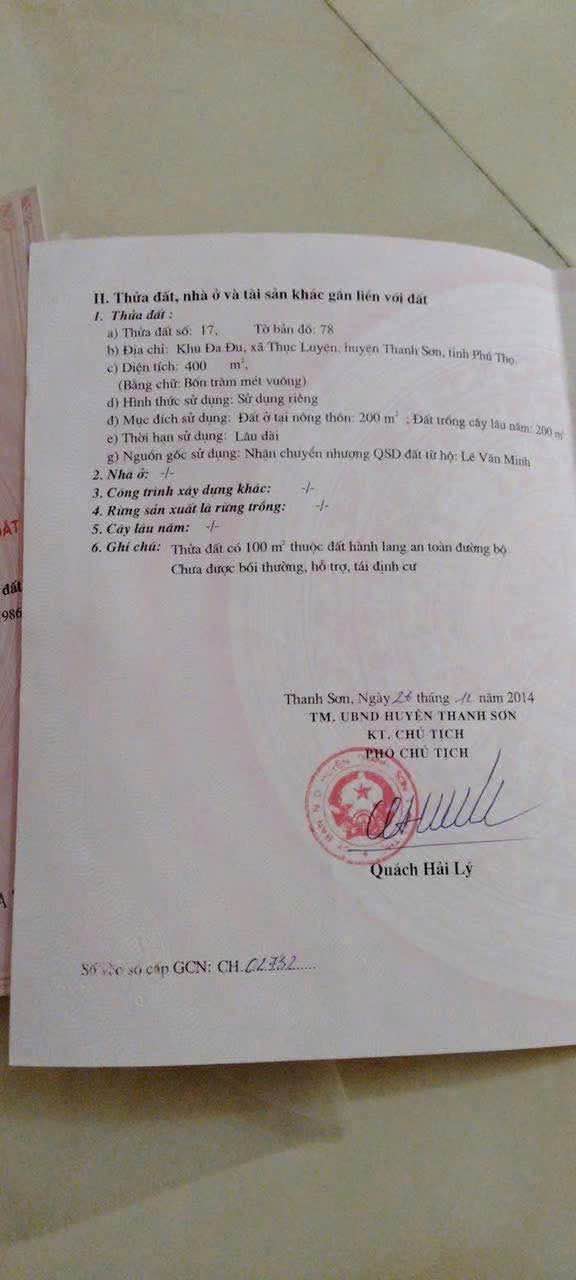 II. Thửa đất, nhà ở và tài sản khác gắn liền với đất
1. Thửa đất :
a) Thửa đất số: 17, Tờ bản đồ: 78
b) Địa chỉ: Khu Đa Đu, xã Thục Luyện, huyện Thanh Sơn, tỉnh Phú Thọ
c) Diện tích: 400 m²,
(Bằng chữ: Bốn trăm mét vuông)
d) Hình thức sử dụng: Sử dụng riêng
đ) Mục đích sử dụng: Đất ở tại nông thôn: 200 m² ; Đất trồng cây lâu năm: 200 m²
e) Thời hạn sử dụng: Lâu dài
g) Nguồn gốc sử dụng: Nhận chuyển nhượng QSD đất từ hộ: Lê Văn Minh
2. Nhà ở: -/-
3. Công trình xây dựng khác: -/-
4. Rừng sản xuất là rừng trồng: -/-
5. Cây lâu năm: -/-
6. Ghi chú: Thửa đất có 100 m² thuộc đất hành lang an toàn đường bộ
Chưa được bồi thường, hỗ trợ, tái định cư
ẤT
đất
986
Thanh Sơn, Ngày 26 tháng 12 năm 2014
TM. UBND HUYỆN THANH SƠN
KT. CHỦ TỊCH
PHÓ CHỦ TỊCH
Quách Hải Lý
Số vào sổ cấp GCN: CH.02732.....